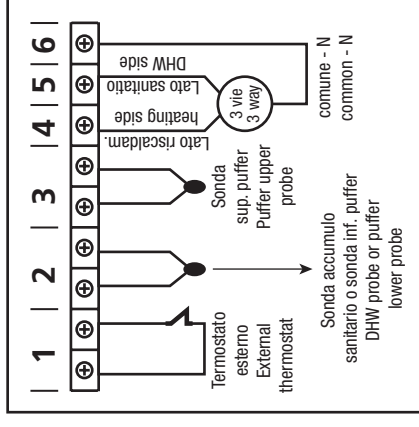 1 2 3 4 5 6
Termostato
esterno
External
thermostat
Sonda accumulo
sanitario o sonda inf. puffer
DHW probe or puffer
lower probe
Sonda
sup. puffer
Puffer upper
probe
Lato riscaldam.
heating side
Lato sanitatio
DHW side
3 vie
3 way
comune - N
common - N